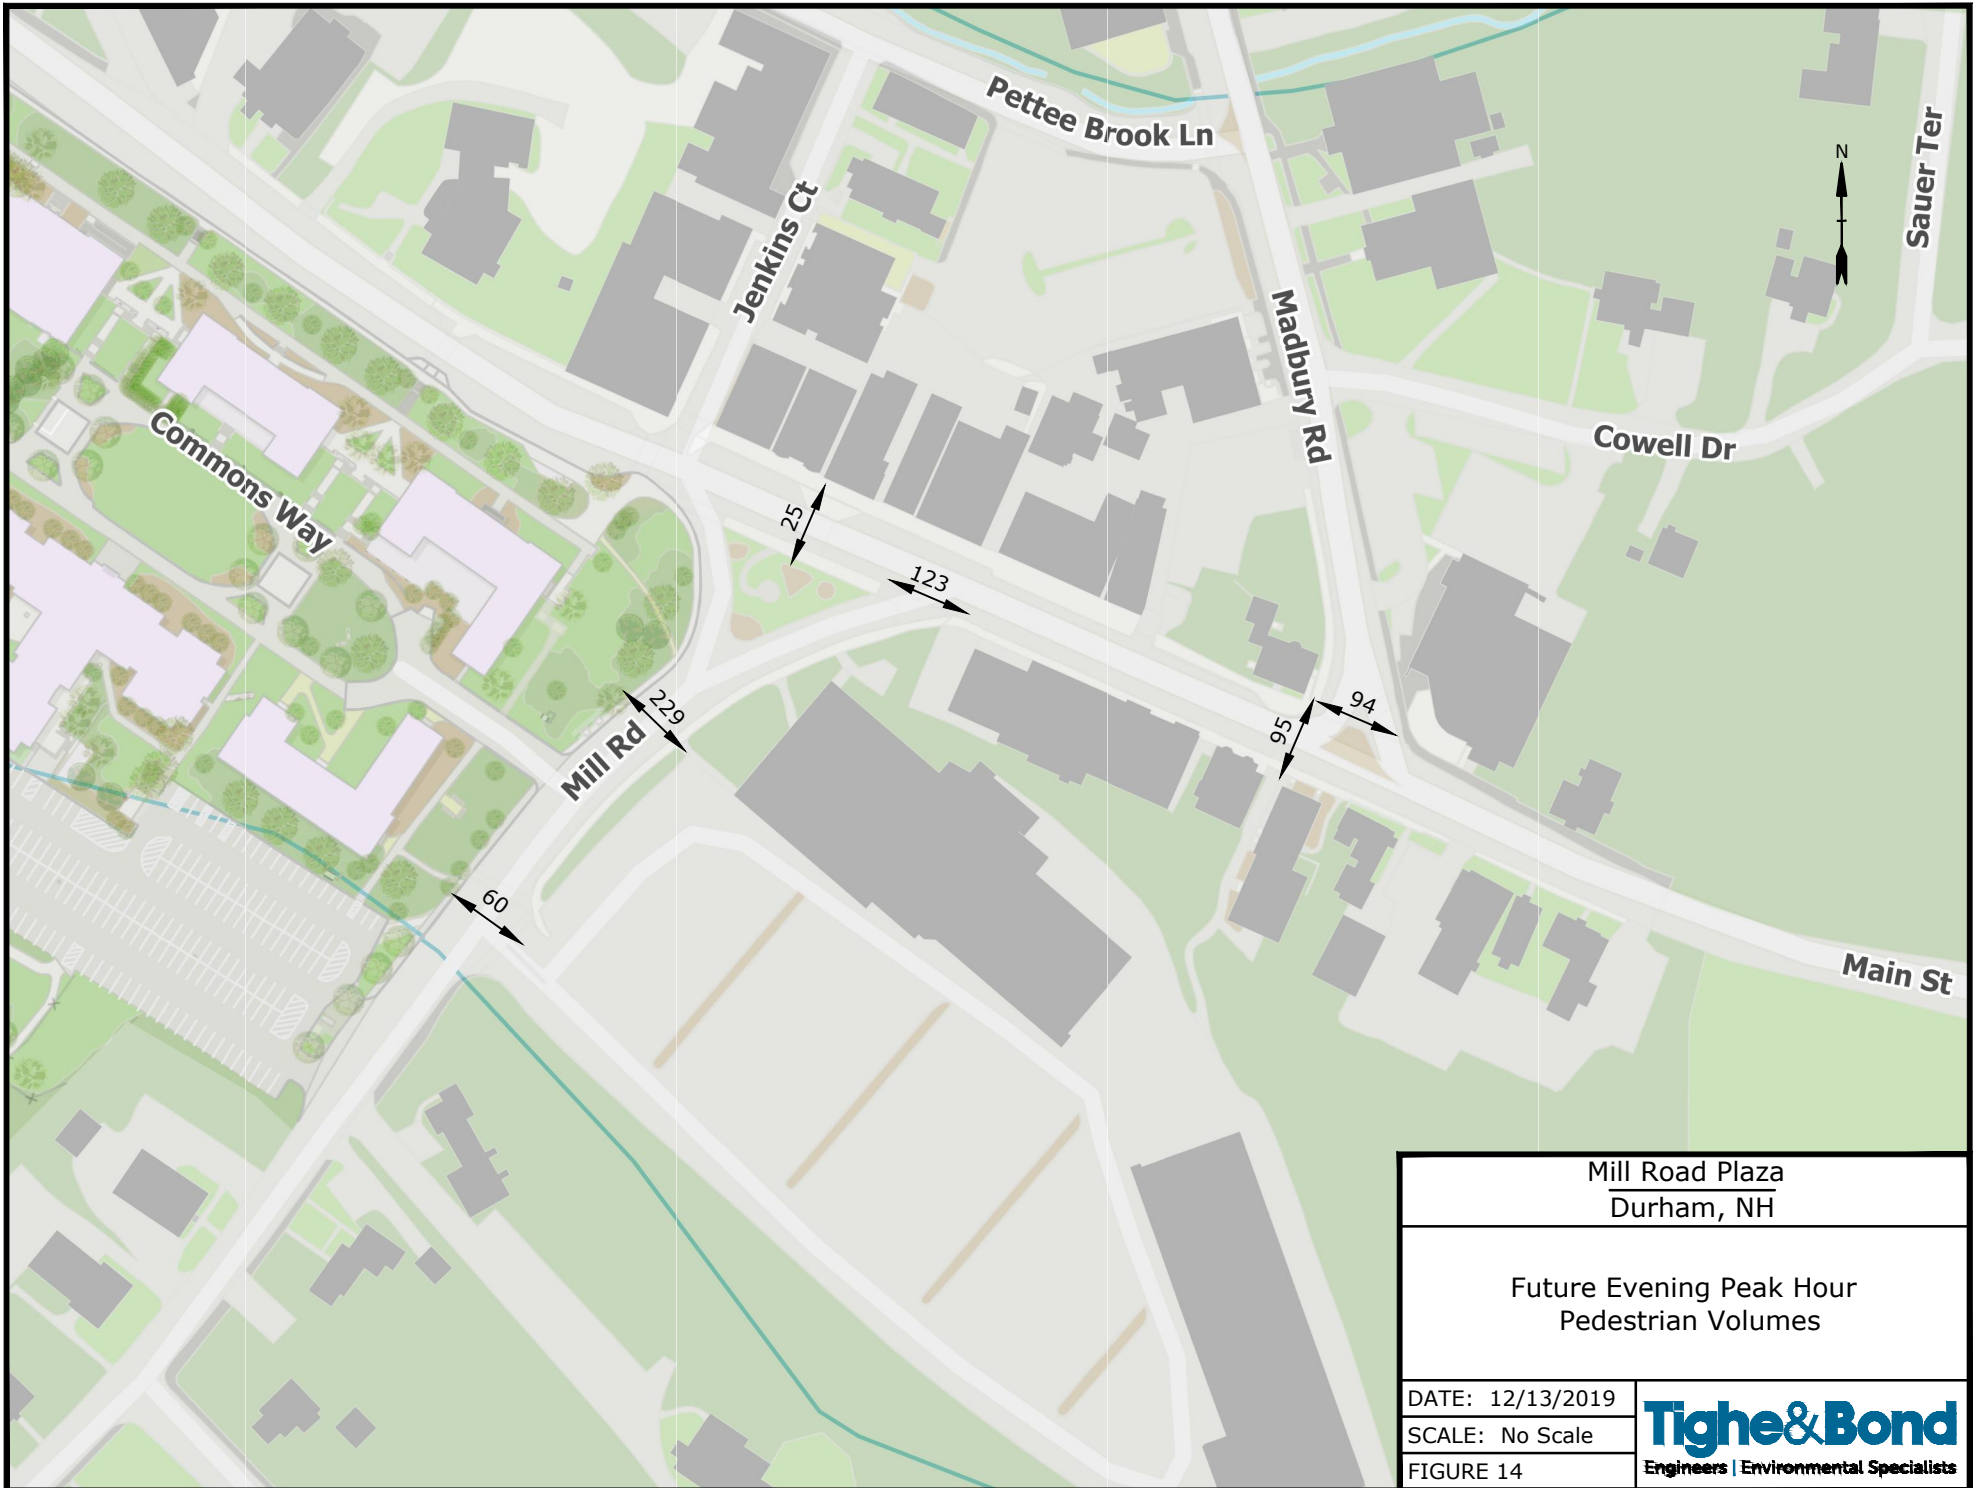 Pettee Brook Ln
Sauer Ter
N
Jenkins Ct
Madbury Rd
Cowell Dr
Commons Way
25
123
229
Mill Rd
94
95
60
Main St
Mill Road Plaza
Durham, NH
Future Evening Peak Hour
Pedestrian Volumes
DATE: 12/13/2019
SCALE: No Scale
FIGURE 14
Tighe&Bond
Engineers | Environmental Specialists